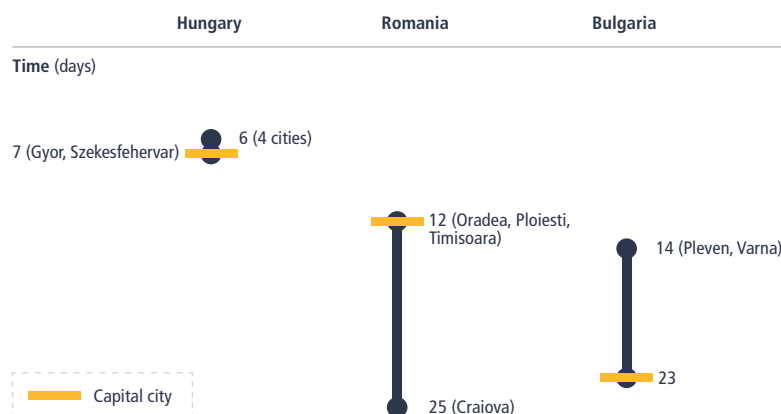 Hungary
Romania
Bulgaria
Time (days)
6 (4 cities)
7 (Gyor, Szekesfehervar)
12 (Oradea, Ploiesti,
Timisoara)
14 (Pleven, Varna)
23
Capital city
25 (Craiova)